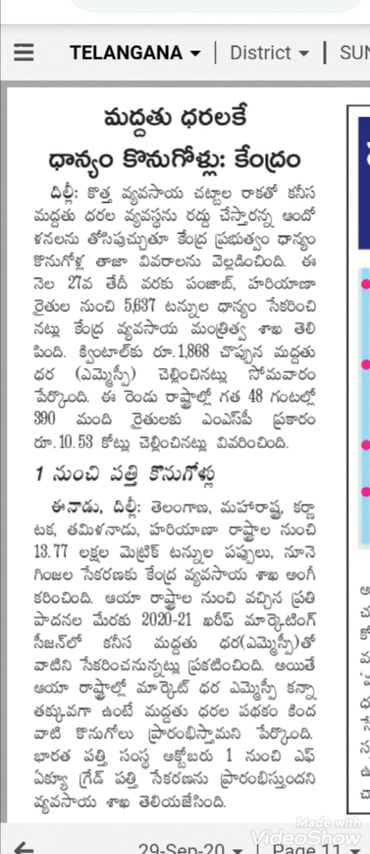 TELANGANA
District
SUN
మద్దతు ధరలకే
ధాన్యం కొనుగోళ్లు: కేంద్రం
దిల్లీ: కొత్త వ్యవసాయ చట్టాల రాకతో కనీస
మద్దతు ధరల వ్యవస్థను రద్దు చేస్తారన్న ఆందో
ళనలను తోసిపుచ్చుతూ కేంద్ర ప్రభుత్వం ధాన్యం
కొనుగోళ్ల తాజా వివరాలను వెల్లడించింది. ఈ
నెల 27వ తేదీ వరకు పంజాబ్, హరియాణా
రైతుల నుంచి 5,637 టన్నుల ధాన్యం సేకరించి
నట్లు కేంద్ర వ్యవసాయ మంత్రిత్వ శాఖ తెలి
పింది. క్వింటాల్‌కు రూ.1,868 చొప్పున మద్దతు
ధర (ఎమ్మెస్పీ) చెల్లించినట్లు సోమవారం
పేర్కొంది. ఈ రెండు రాష్ట్రాల్లో గత 48 గంటల్లో
390 మంది రైతులకు ఎంఎస్‌పీ ప్రకారం
రూ.10.53 కోట్లు చెల్లించినట్లు వివరించింది.
1 నుంచి పత్తి కొనుగోళ్లు
ఈనాడు, దిల్లీ: తెలంగాణ, మహారాష్ట్ర, కర్ణా
టక, తమిళనాడు, హరియాణా రాష్ట్రాల నుంచి
13.77 లక్షల మెట్రిక్ టన్నుల పప్పులు, నూనె
గింజల సేకరణకు కేంద్ర వ్యవసాయ శాఖ అంగీ
కరించింది. ఆయా రాష్ట్రాల నుంచి వచ్చిన ప్రతి
పాదనల మేరకు 2020-21 ఖరీఫ్ మార్కెటింగ్
సీజన్‌లో కనీస మద్దతు ధర(ఎమ్మెస్పీ)తో
వాటిని సేకరించనున్నట్లు ప్రకటించింది. అయితే
ఆయా రాష్ట్రాల్లో మార్కెట్ ధర ఎమ్మెస్పీ కన్నా
తక్కువగా ఉంటే మద్దతు ధరల పథకం కింద
వాటి కొనుగోలు ప్రారంభిస్తామని పేర్కొంది.
భారత పత్తి సంస్థ అక్టోబరు 1 నుంచి ఎఫ్
ఏక్యూ గ్రేడ్ పత్తి సేకరణను ప్రారంభిస్తుందని
వ్యవసాయ శాఖ తెలియజేసింది.
Made with
VideoShow
29-Sep-20
Page 11